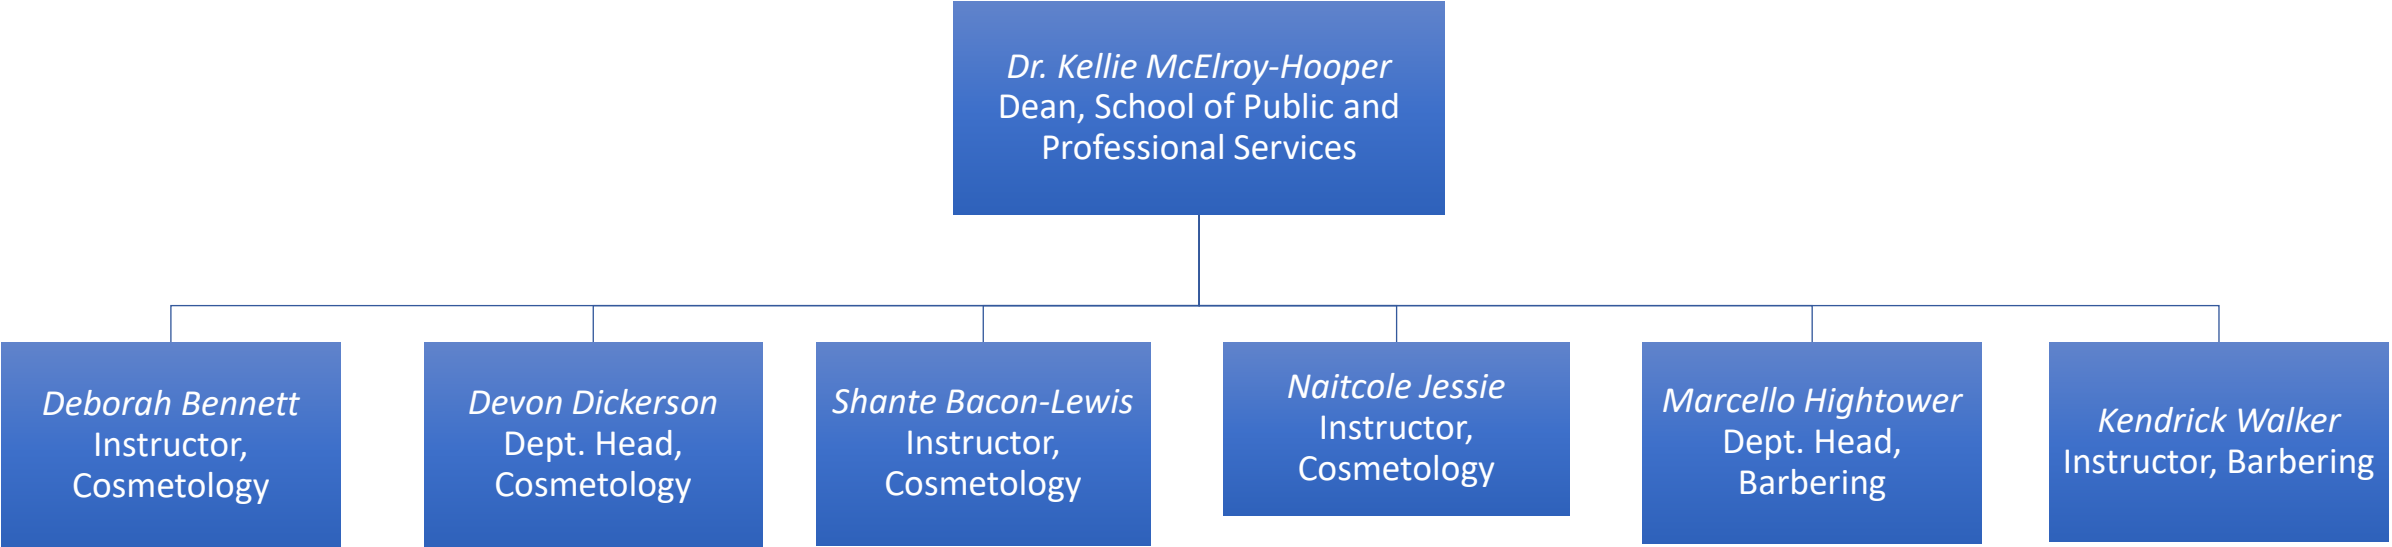 Dr. Kellie McElroy-Hooper
Dean, School of Public and
Professional Services
Deborah Bennett
Instructor,
Cosmetology
Devon Dickerson
Dept. Head,
Cosmetology
Shante Bacon-Lewis
Instructor,
Cosmetology
Naitcole Jessie
Instructor,
Cosmetology
Marcello Hightower
Dept. Head,
Barbering
Kendrick Walker
Instructor, Barbering